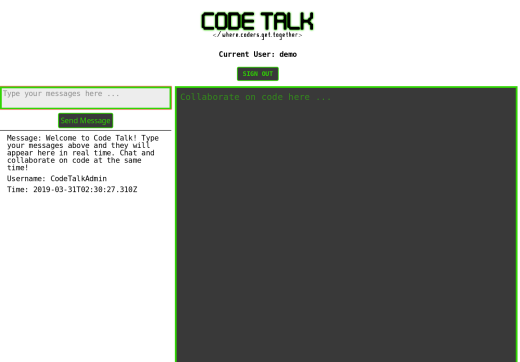 CODE TALK
</where.coders.get.together>
Current User: demo
SIGN OUT
Type your messages here ...
Send Message
Message: Welcome to Code Talk! Type
your messages above and they will
appear here in real time. Chat and
collaborate on code at the same
time!
Username: CodeTalkAdmin
Time: 2019-03-31T02:30:27.310Z
Collaborate on code here ...